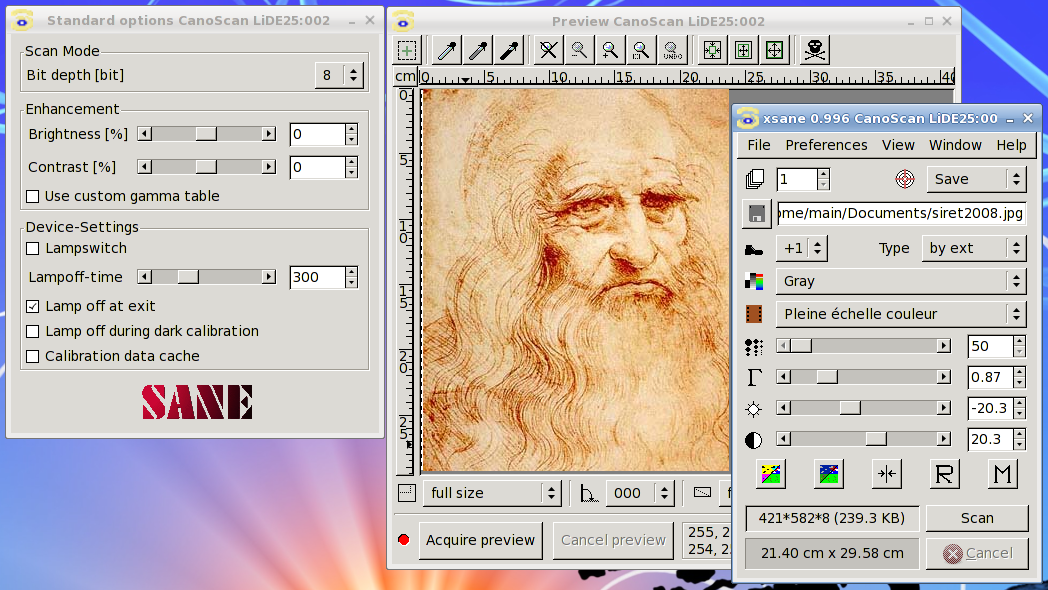 Standard options CanoScan LiDE25:002
Scan Mode
Bit depth [bit] 8
Enhancement
Brightness [%] 0
Contrast [%] 0
Use custom gamma table
Device-Settings
Lampswitch
Lampoff-time 300
Lamp off at exit
Lamp off during dark calibration
Calibration data cache
SANE
Preview CanoScan LiDE25:002
UNDO
cm 0 5 10 15 20 25 30 35 40
0
5
10
15
20
25
full size 000 f
Acquire preview Cancel preview 255, 2
254, 2
xsane 0.996 CanoScan LiDE25:00
File Preferences View Window Help
1 Save
ome/main/Documents/siret2008.jpg
+1 Type by ext
Gray
Pleine échelle couleur
50
0.87
-20.3
20.3
R M
421*582*8 (239.3 KB) Scan
21.40 cm x 29.58 cm Cancel